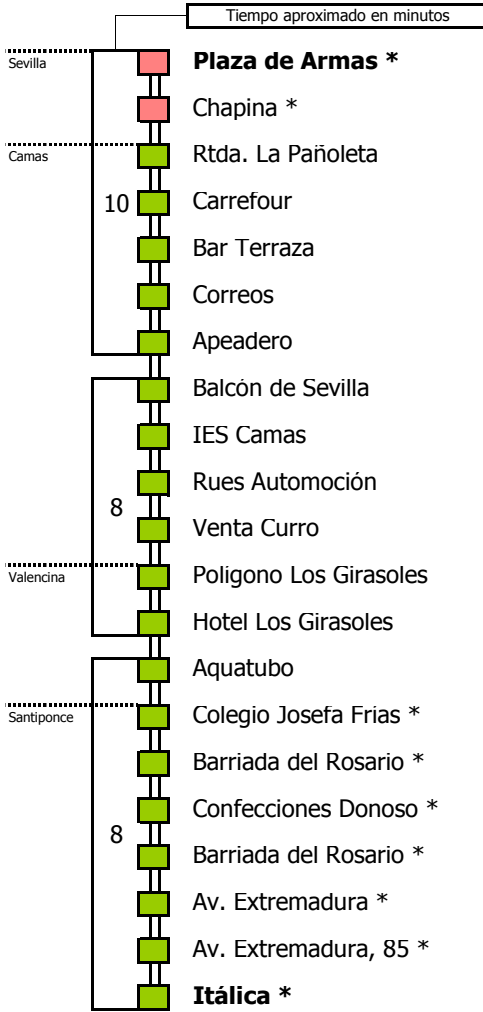 Tiempo aproximado en minutos
Sevilla
Plaza de Armas *
Chapina *
Camas
Rtda. La Pañoleta
10
Carrefour
Bar Terraza
Correos
Apeadero
Balcón de Sevilla
IES Camas
Rues Automoción
8
Venta Curro
Valencina
Poligono Los Girasoles
Hotel Los Girasoles
Aquatubo
Santiponce
Colegio Josefa Frías *
Barriada del Rosario *
Confecciones Donoso *
8
Barriada del Rosario *
Av. Extremadura *
Av. Extremadura, 85 *
Itálica *